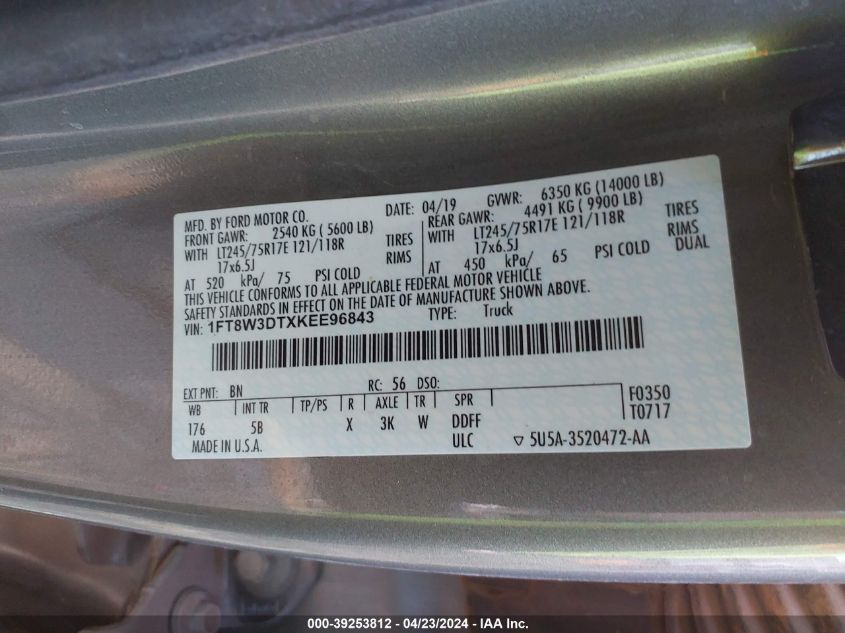 MFD. BY FORD MOTOR CO. DATE: 04/19 GVWR: 6350 KG (14000 LB)
FRONT GAWR: 2540 KG ( 5600 LB) REAR GAWR: 4491 KG ( 9900 LB)
WITH LT245/75R17E 121/118R TIRES WITH LT245/75R17E 121/118R TIRES
17x6.5J RIMS 17x6.5J RIMS
AT 520 kPa/ 75 PSI COLD AT 450 kPa/ 65 PSI COLD DUAL
THIS VEHICLE CONFORMS TO ALL APPLICABLE FEDERAL MOTOR VEHICLE
SAFETY STANDARDS IN EFFECT ON THE DATE OF MANUFACTURE SHOWN ABOVE.
VIN: 1FT8W3DTXKEE96843 TYPE: Truck
EXT PNT: BN RC: 56 DSO:
WB INT TR TP/PS R AXLE TR SPR F0350
176 5B X 3K W DDFF T0717
MADE IN U.S.A. ULC ▽ 5U5A-3520472-AA
000-39253812 - 04/23/2024 - IAA Inc.